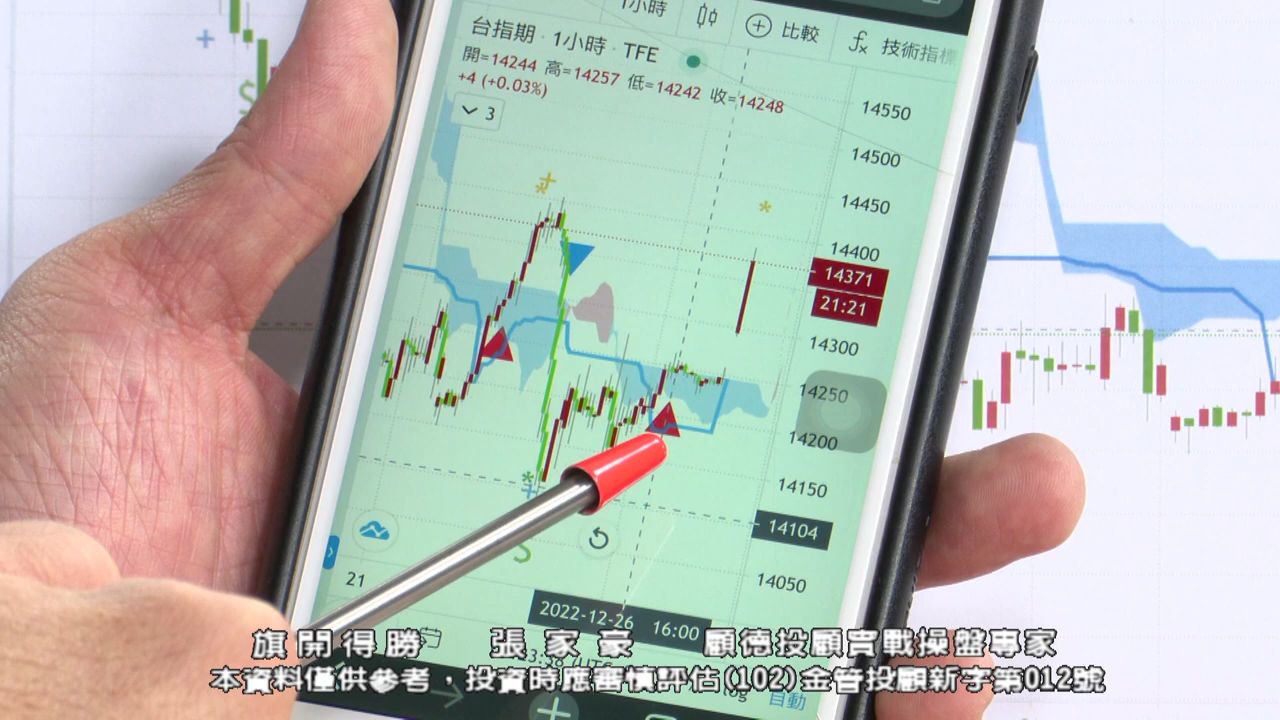 1小時 比較 技術指標
台指期 · 1小時 · TFE
開=14244 高=14257 低=14242 收=14248
+4 (+0.03%)
3
14550
14500
14450
14400
14371
21:21
14300
14250
14200
14150
14104
14050
21
2022-12-26 16:00
自動
旗開得勝 張家豪 顧德投顧實戰操盤專家
本資料僅供參考，投資時應審慎評估(102)金管投顧新字第012號